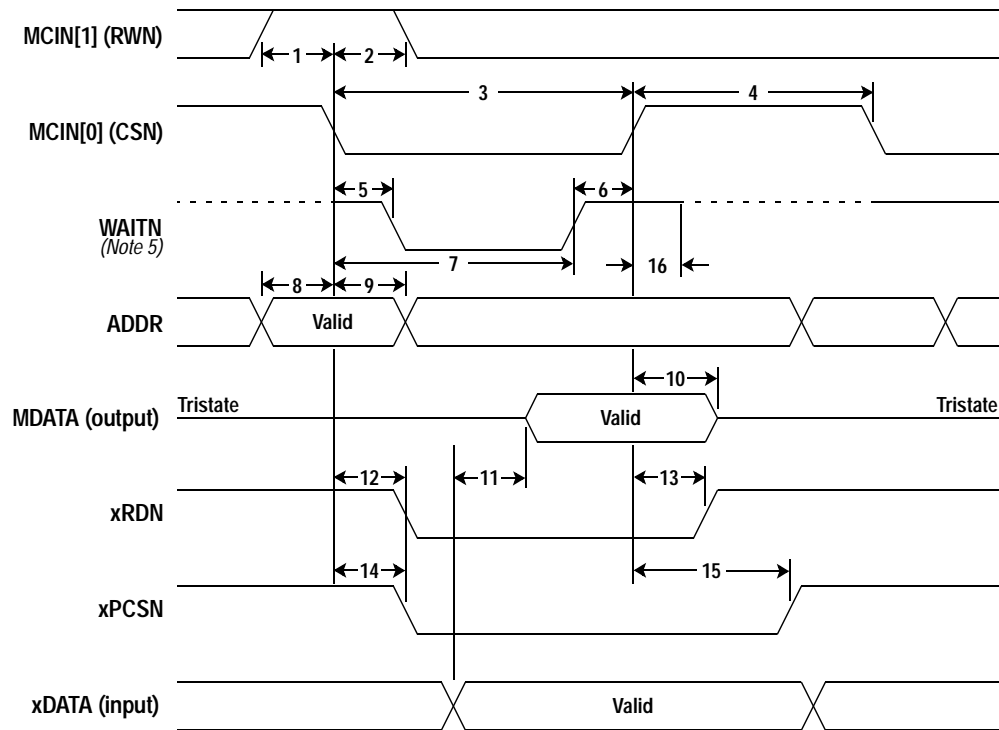 MCIN[1] (RWN)
1
2
3
4
MCIN[0] (CSN)
5
6
WAITN
(Note 5)
7
16
8
9
ADDR
Valid
10
MDATA (output)
Tristate
Valid
Tristate
12
11
13
xRDN
14
15
xPCSN
xDATA (input)
Valid